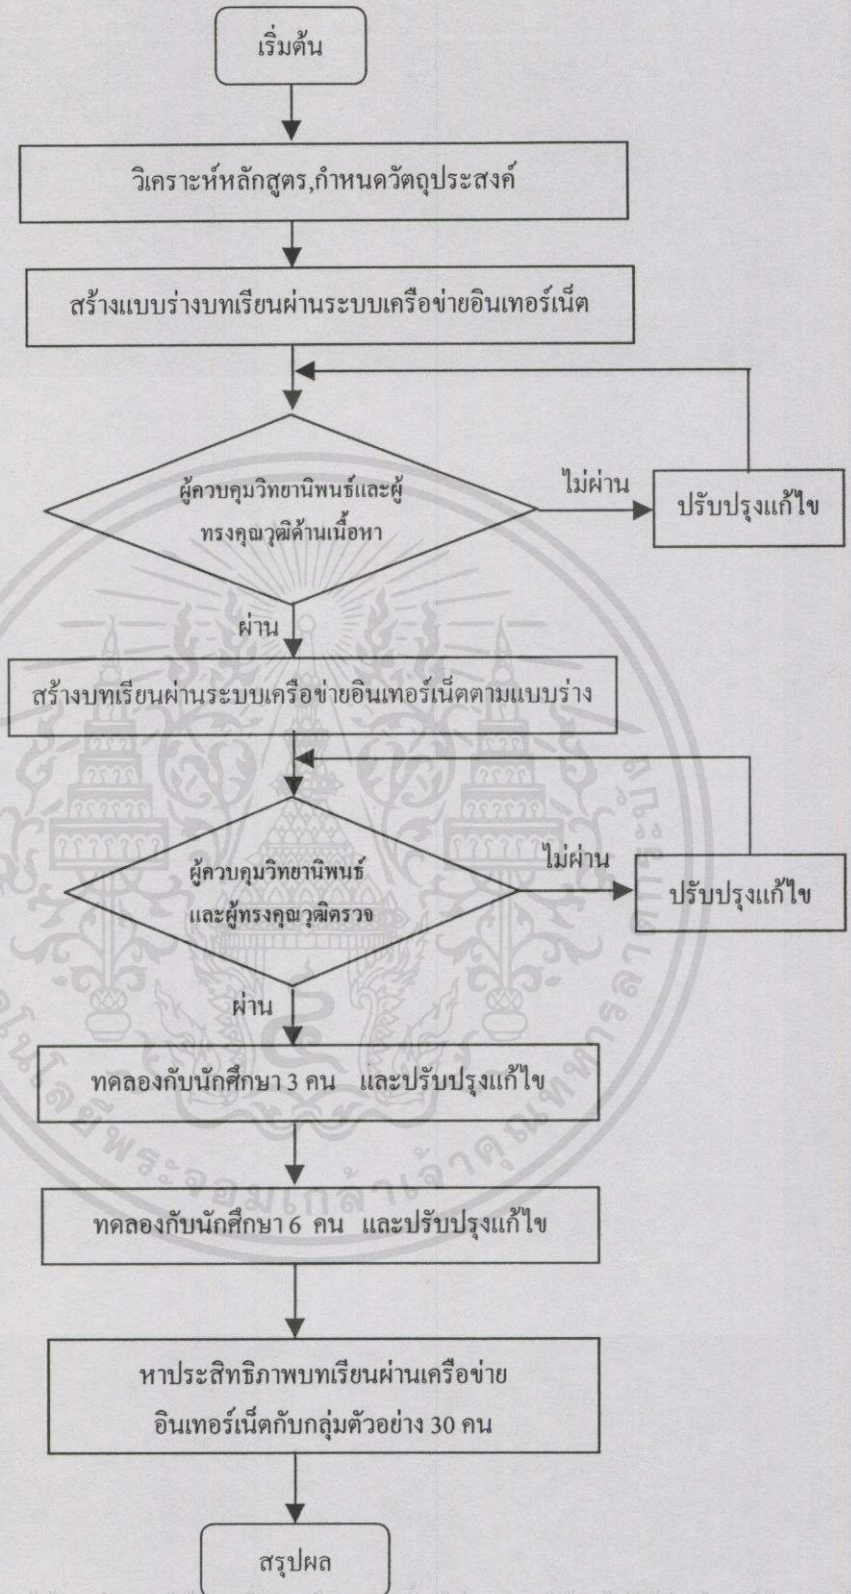 เริ่มต้น
วิเคราะห์หลักสูตร,กำหนดวัตถุประสงค์
สร้างแบบร่างบทเรียนผ่านระบบเครือข่ายอินเทอร์เน็ต
ผู้ควบคุมวิทยานิพนธ์และผู้
ทรงคุณวุฒิด้านเนื้อหา
ไม่ผ่าน
ปรับปรุงแก้ไข
ผ่าน
สร้างบทเรียนผ่านระบบเครือข่ายอินเทอร์เน็ตตามแบบร่าง
ผู้ควบคุมวิทยานิพนธ์
และผู้ทรงคุณวุฒิตรวจ
ไม่ผ่าน
ปรับปรุงแก้ไข
ผ่าน
ทดลองกับนักศึกษา 3 คน และปรับปรุงแก้ไข
ทดลองกับนักศึกษา 6 คน และปรับปรุงแก้ไข
หาประสิทธิภาพบทเรียนผ่านเครือข่าย
อินเทอร์เน็ตกับกลุ่มตัวอย่าง 30 คน
สรุปผล